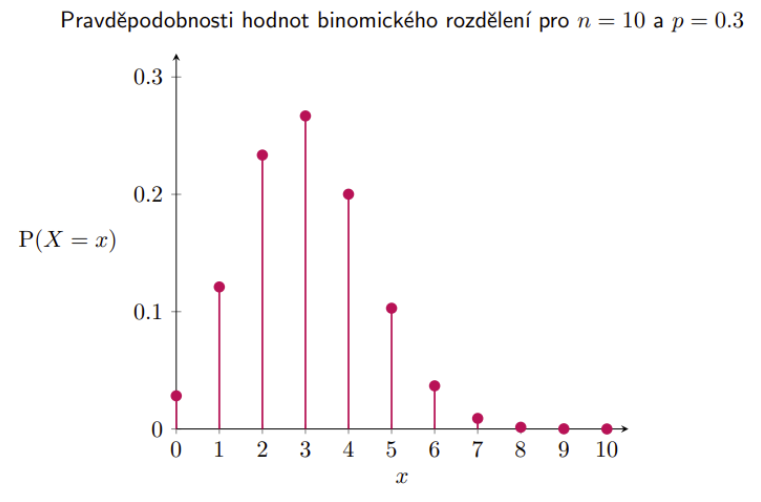 Pravděpodobnosti hodnot binomického rozdělení pro n = 10 a p = 0.3
0.3
0.2
P(X = x)
0.1
0
0 1 2 3 4 5 6 7 8 9 10
x